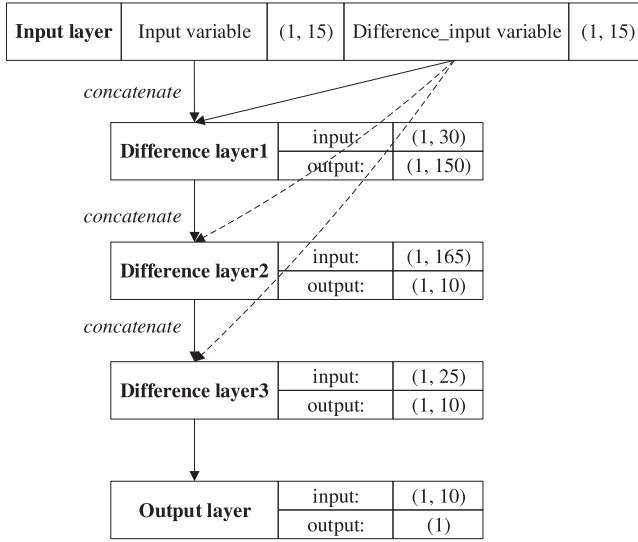 Input layer Input variable (1, 15) Difference_input variable (1, 15)
concatenate
Difference layer1 input: (1, 30)
output: (1, 150)
concatenate
Difference layer2 input: (1, 165)
output: (1, 10)
concatenate
Difference layer3 input: (1, 25)
output: (1, 10)
Output layer input: (1, 10)
output: (1)